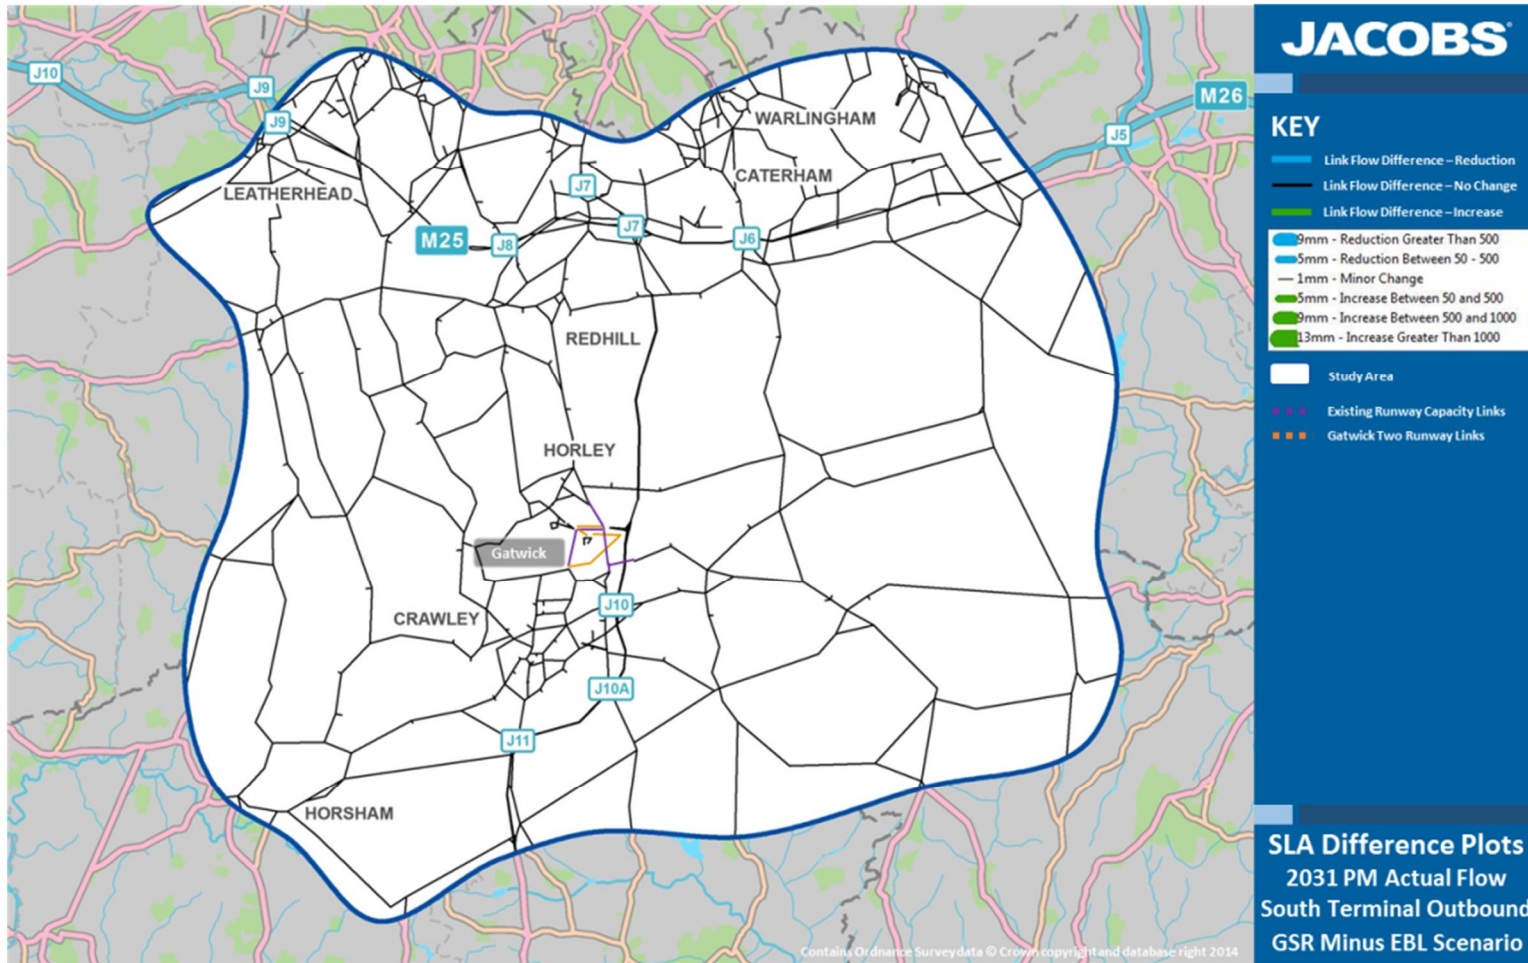 JACOBS
M26
J10
J9
J5
J9
WARLINGHAM
KEY
Link Flow Difference – Reduction
CATERHAM
J7
Link Flow Difference – No Change
LEATHERHEAD
Link Flow Difference – Increase
J7
M25
J8
J6
9mm - Reduction Greater Than 500
5mm - Reduction Between 50 - 500
1mm - Minor Change
5mm - Increase Between 50 and 500
9mm - Increase Between 500 and 1000
13mm - Increase Greater Than 1000
REDHILL
Study Area
Existing Runway Capacity Links
Gatwick Two Runway Links
HORLEY
Gatwick
J10
CRAWLEY
J10A
J11
HORSHAM
SLA Difference Plots
2031 PM Actual Flow
South Terminal Outbound
GSR Minus EBL Scenario
Contains Ordnance Survey data © Crown copyright and database right 2014